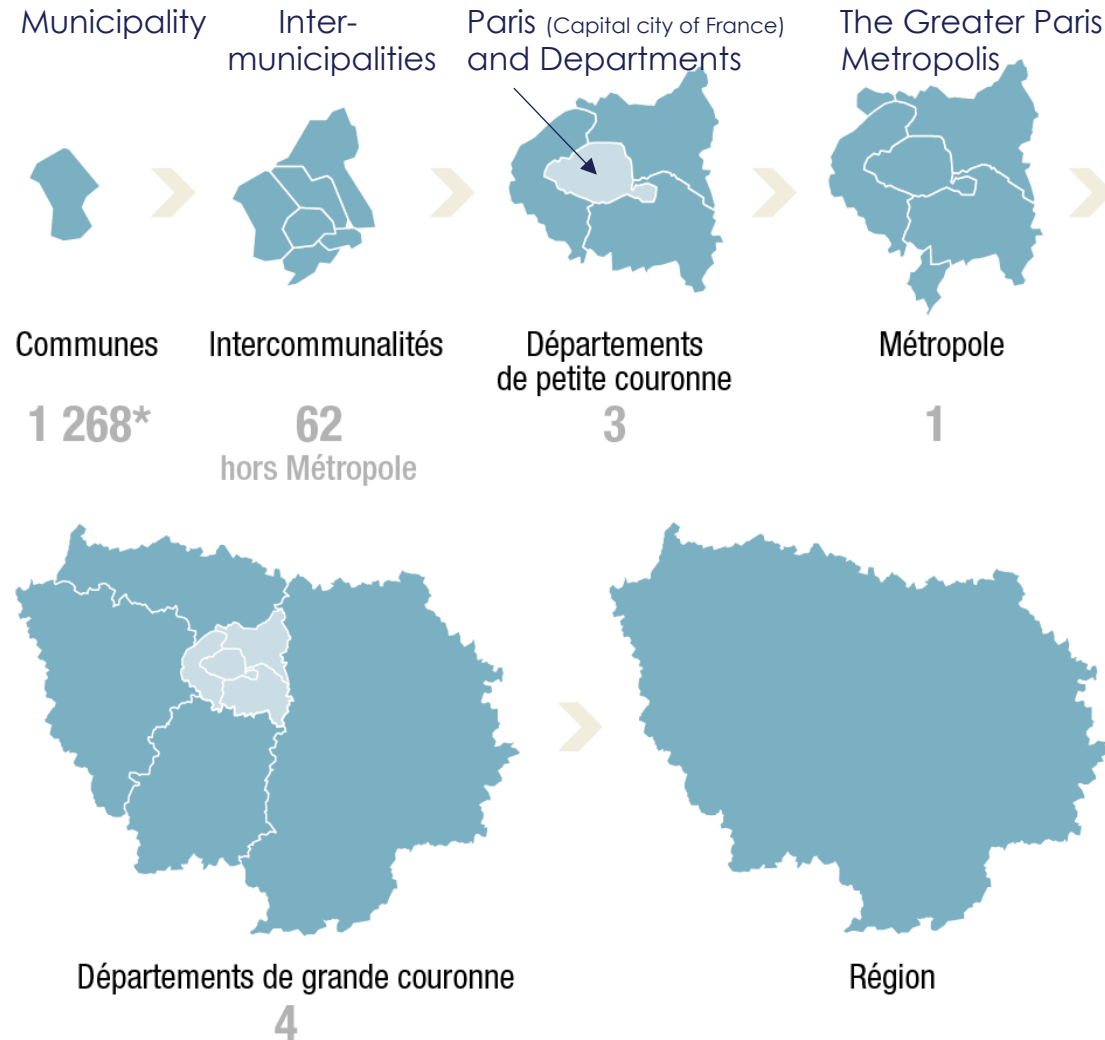 Municipality
Inter-
municipalities
Paris (Capital city of France)
and Departments
The Greater Paris
Metropolis
Communes
1 268*
Intercommunalités
62
hors Métropole
Départements
de petite couronne
3
Métropole
1
Départements de grande couronne
4
Région